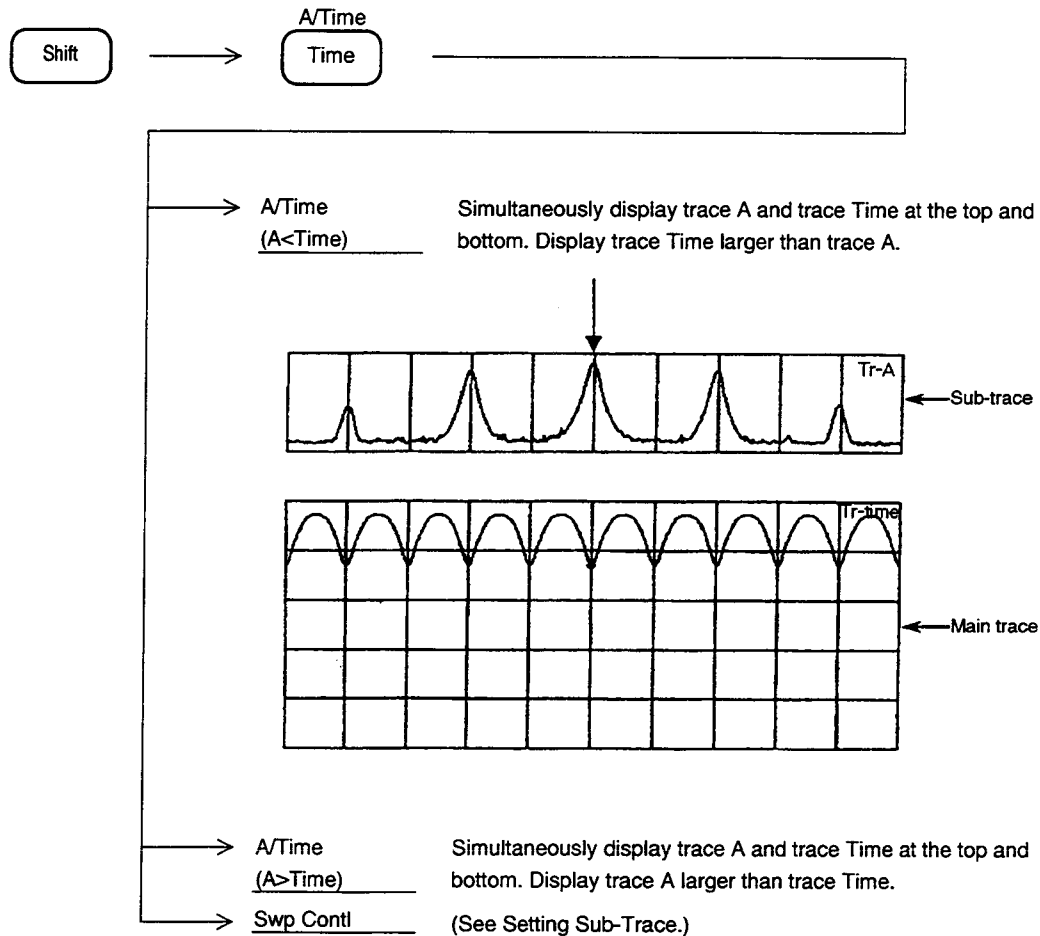 A/Time
Shift
Time
A/Time
(A<Time)
Simultaneously display trace A and trace Time at the top and
bottom. Display trace Time larger than trace A.
Tr-A
Sub-trace
Tr-time
Main trace
A/Time
(A>Time)
Simultaneously display trace A and trace Time at the top and
bottom. Display trace A larger than trace Time.
Swp Contl
(See Setting Sub-Trace.)